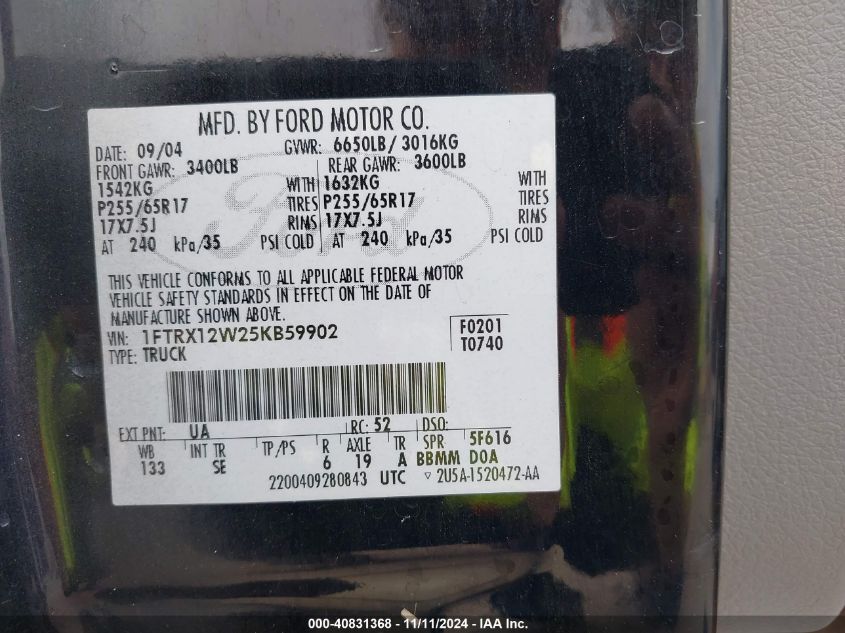 MFD. BY FORD MOTOR CO.
DATE: 09/04 GVWR: 6650LB / 3016KG
FRONT GAWR: 3400LB REAR GAWR: 3600LB
1542KG WITH 1632KG WITH
P255/65R17 TIRES P255/65R17 TIRES
17X7.5J RIMS 17X7.5J RIMS
AT 240 kPa/35 PSI COLD AT 240 kPa/35 PSI COLD
Ford
THIS VEHICLE CONFORMS TO ALL APPLICABLE FEDERAL MOTOR
VEHICLE SAFETY STANDARDS IN EFFECT ON THE DATE OF
MANUFACTURE SHOWN ABOVE.
VIN: 1FTRX12W25KB59902 F0201
TYPE: TRUCK T0740
EXT PNT: UA RC: 52 DSO:
WB INT TR TP/PS R AXLE TR SPR 5F616
133 SE 6 19 A BBMM DOA
2200409280843 UTC ▽ 2U5A-1520472-AA
000-40831368 - 11/11/2024 - IAA Inc.